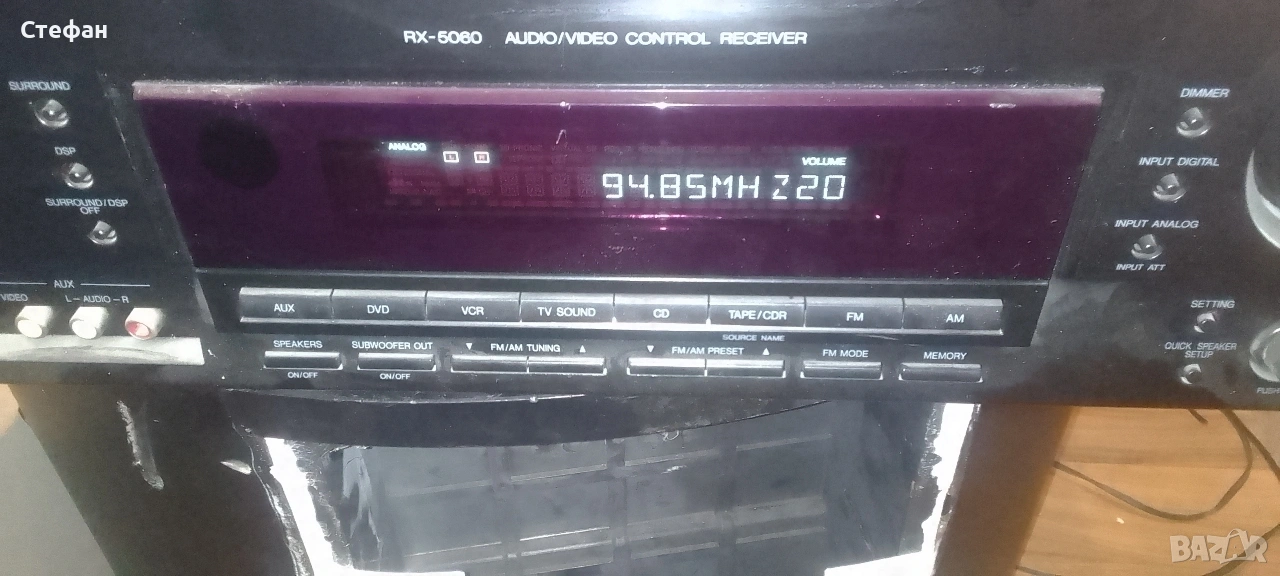 Стефан
RX-5060 AUDIO/VIDEO CONTROL RECEIVER
SURROUND
DSP
SURROUND/DSP
OFF
AUX
VIDEO L-AUDIO-R
ANALOG
L R
VOLUME
94.85MHZ20
DIMMER
INPUT DIGITAL
INPUT ANALOG
INPUT ATT
SETTING
QUICK SPEAKER
SETUP
AUX DVD VCR TV SOUND CD TAPE/CDR FM AM
SOURCE NAME
SPEAKERS SUBWOOFER OUT ▼ FM/AM TUNING ▲ ▼ FM/AM PRESET ▲ FM MODE MEMORY
ON/OFF ON/OFF
BAZAR